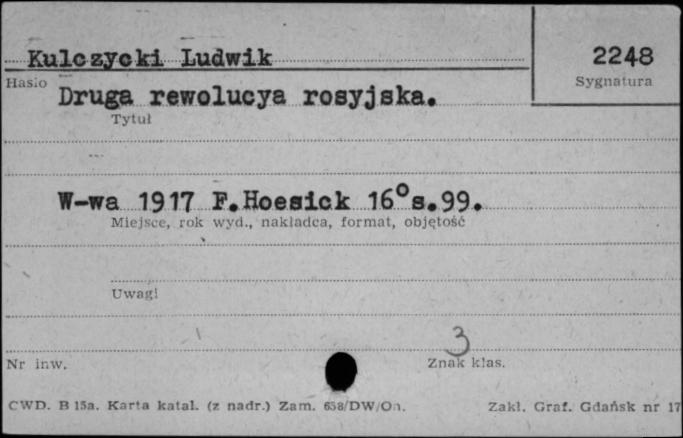 Kulczycki Ludwik
2248
Hasło
Sygnatura
Druga rewolucya rosyjska.
Tytuł
W-wa 1917 F.Hoesick 16°s.99.
Miejsce, rok wyd., nakładca, format, objętość
Uwagi
3
Nr inw.
Znak klas.
CWD. B 15a. Karta katal. (z nadr.) Zam. 658/DW/On.
Zakł. Graf. Gdańsk nr 17